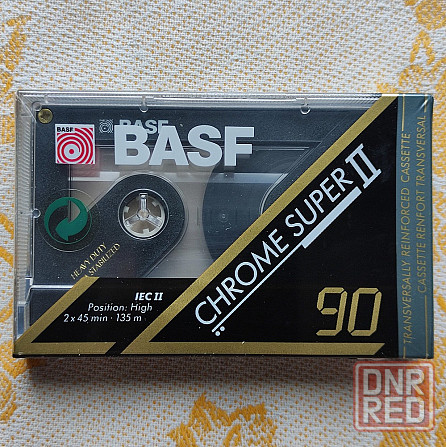 BASF
BASF
BASF
HEAVY DUTY
STABILIZED
IEC II
Position: High
2 x 45 min · 135 m
CHROME SUPER II
90
TRANSVERSALLY REINFORCED CASSETTE
CASSETTE RENFORT TRANSVERSAL
DNR
RED